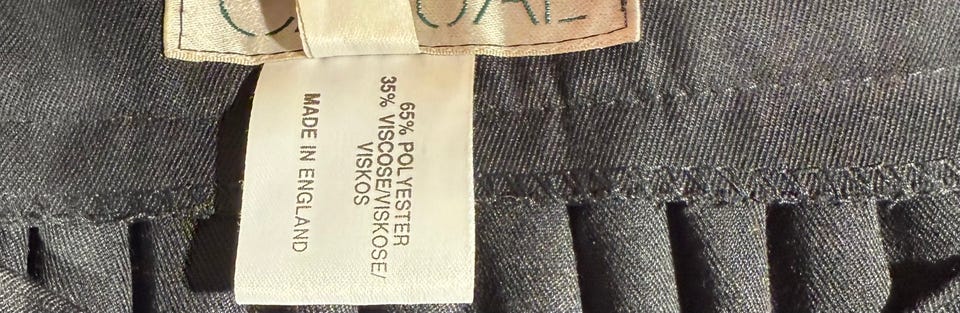 65% POLYESTER
35% VISCOSE/VISKOSE/
VISKOS
MADE IN ENGLAND